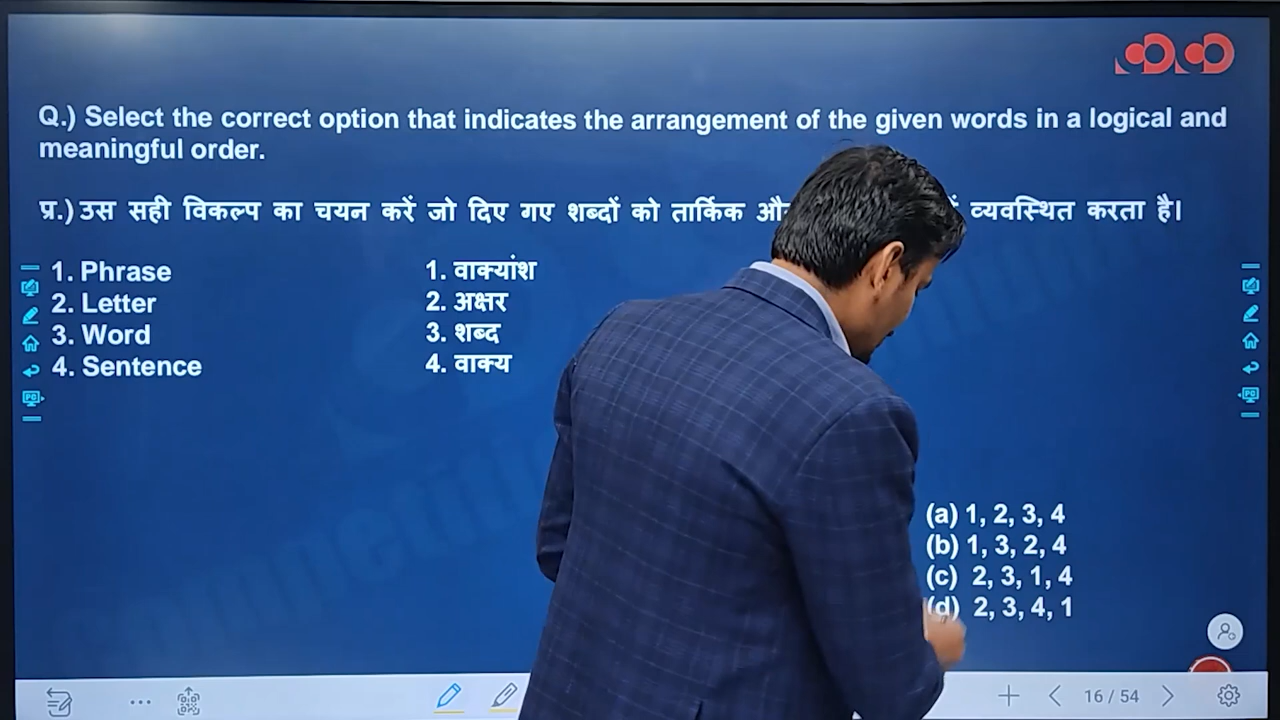 Q.) Select the correct option that indicates the arrangement of the given words in a logical and
meaningful order.
प्र.) उस सही विकल्प का चयन करें जो दिए गए शब्दों को तार्किक व्यवस्थित करता है।
1. Phrase
2. Letter
3. Word
4. Sentence
1. वाक्यांश
2. अक्षर
3. शब्द
4. वाक्य
(a) 1, 2, 3, 4
(b) 1, 3, 2, 4
(c) 2, 3, 1, 4
(d) 2, 3, 4, 1
16 / 54